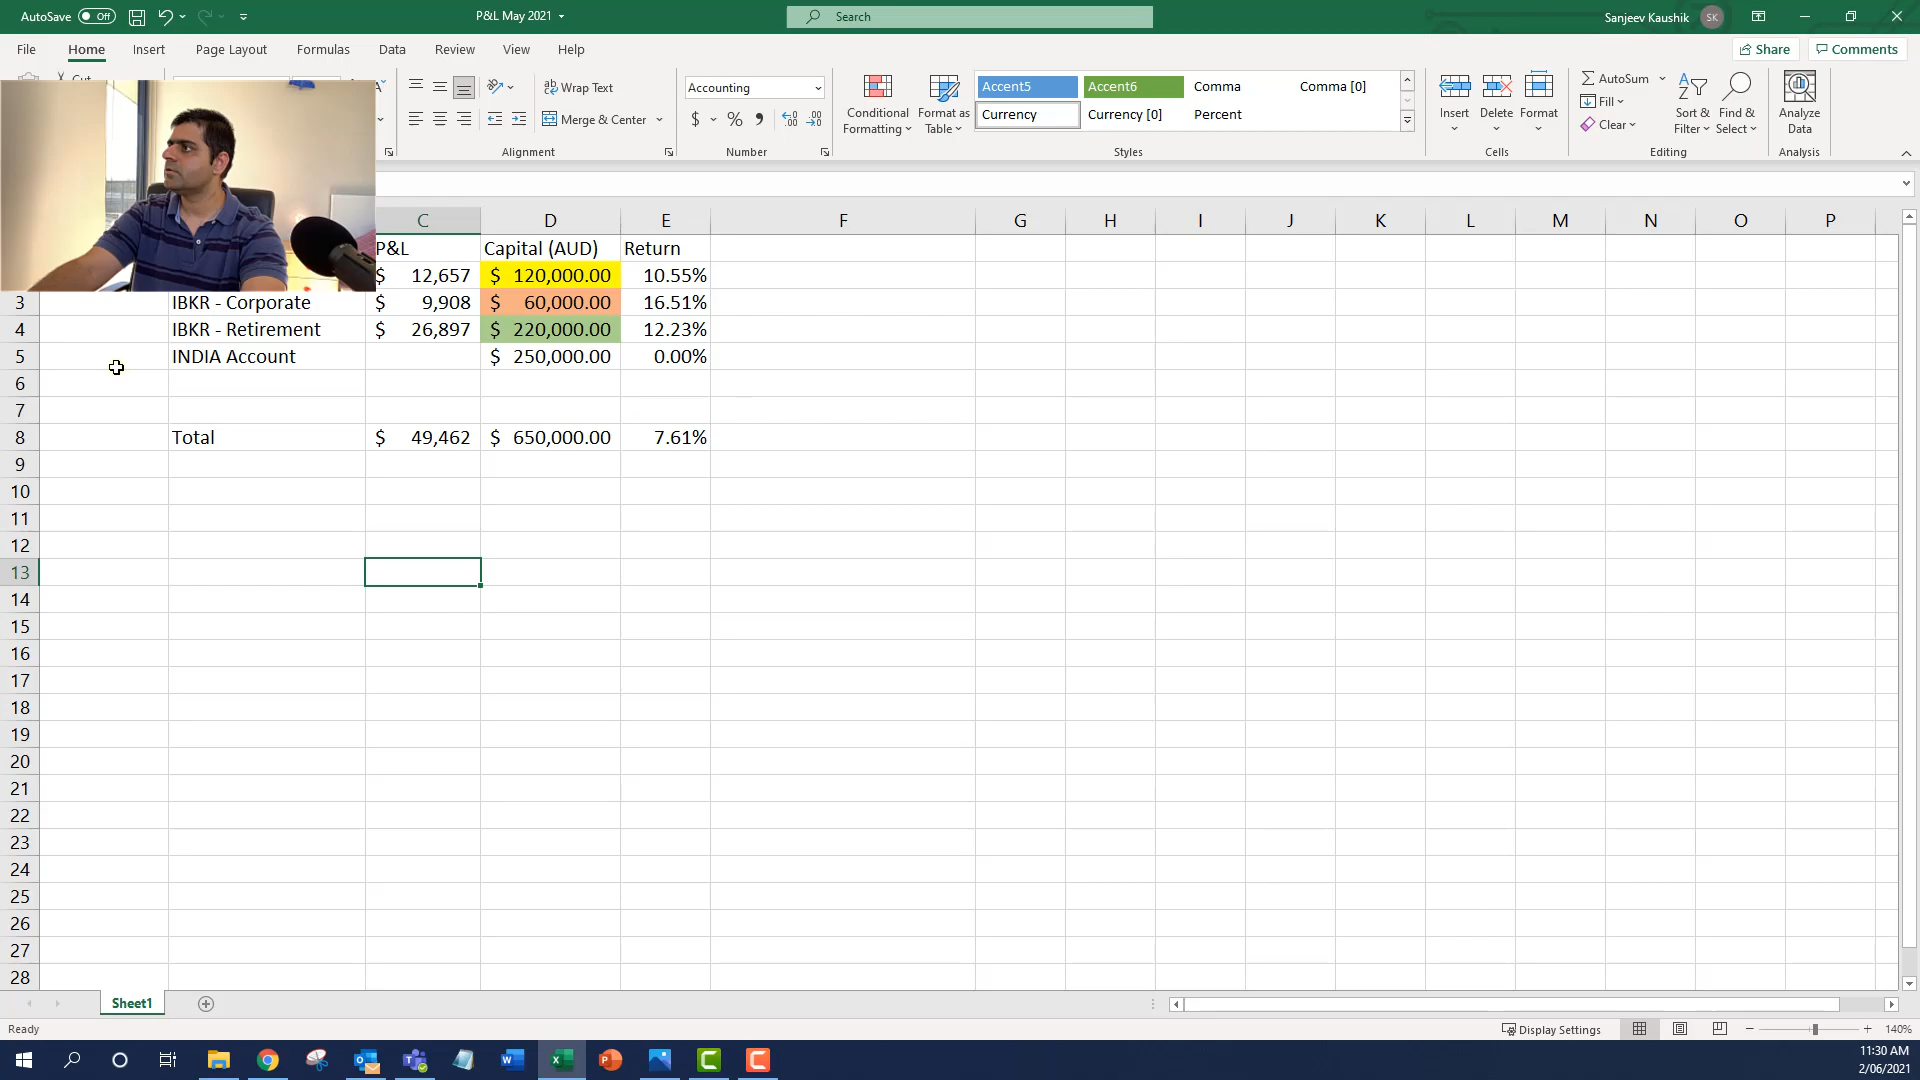 AutoSave Off P&L May 2021 Search Sanjeev Kaushik SK
File Home Insert Page Layout Formulas Data Review View Help Share Comments
Wrap Text Accounting Accent5 Accent6 Comma Comma [0] AutoSum
Conditional Formatting Format as Table Insert Delete Format Fill Sort & Filter Find & Select Analyze Data
Merge & Center $ % Currency Currency [0] Percent Clear
Alignment Number Styles Cells Editing Analysis
C D E F G H I J K L M N O P
P&L Capital (AUD) Return
$ 12,657 $ 120,000.00 10.55%
3 IBKR - Corporate $ 9,908 $ 60,000.00 16.51%
4 IBKR - Retirement $ 26,897 $ 220,000.00 12.23%
5 INDIA Account $ 250,000.00 0.00%
6
7
8 Total $ 49,462 $ 650,000.00 7.61%
9
10
11
12
13
14
15
16
17
18
19
20
21
22
23
24
25
26
27
28
Sheet1
Ready Display Settings 140%
11:30 AM
2/06/2021